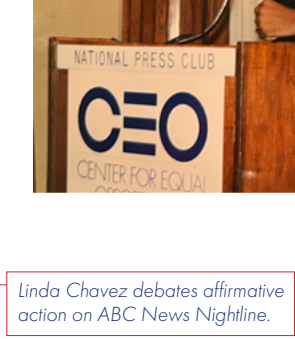 NATIONAL PRESS CLUB
CEO
CENTER FOR EQUAL
Linda Chavez debates affirmative
action on ABC News Nightline.